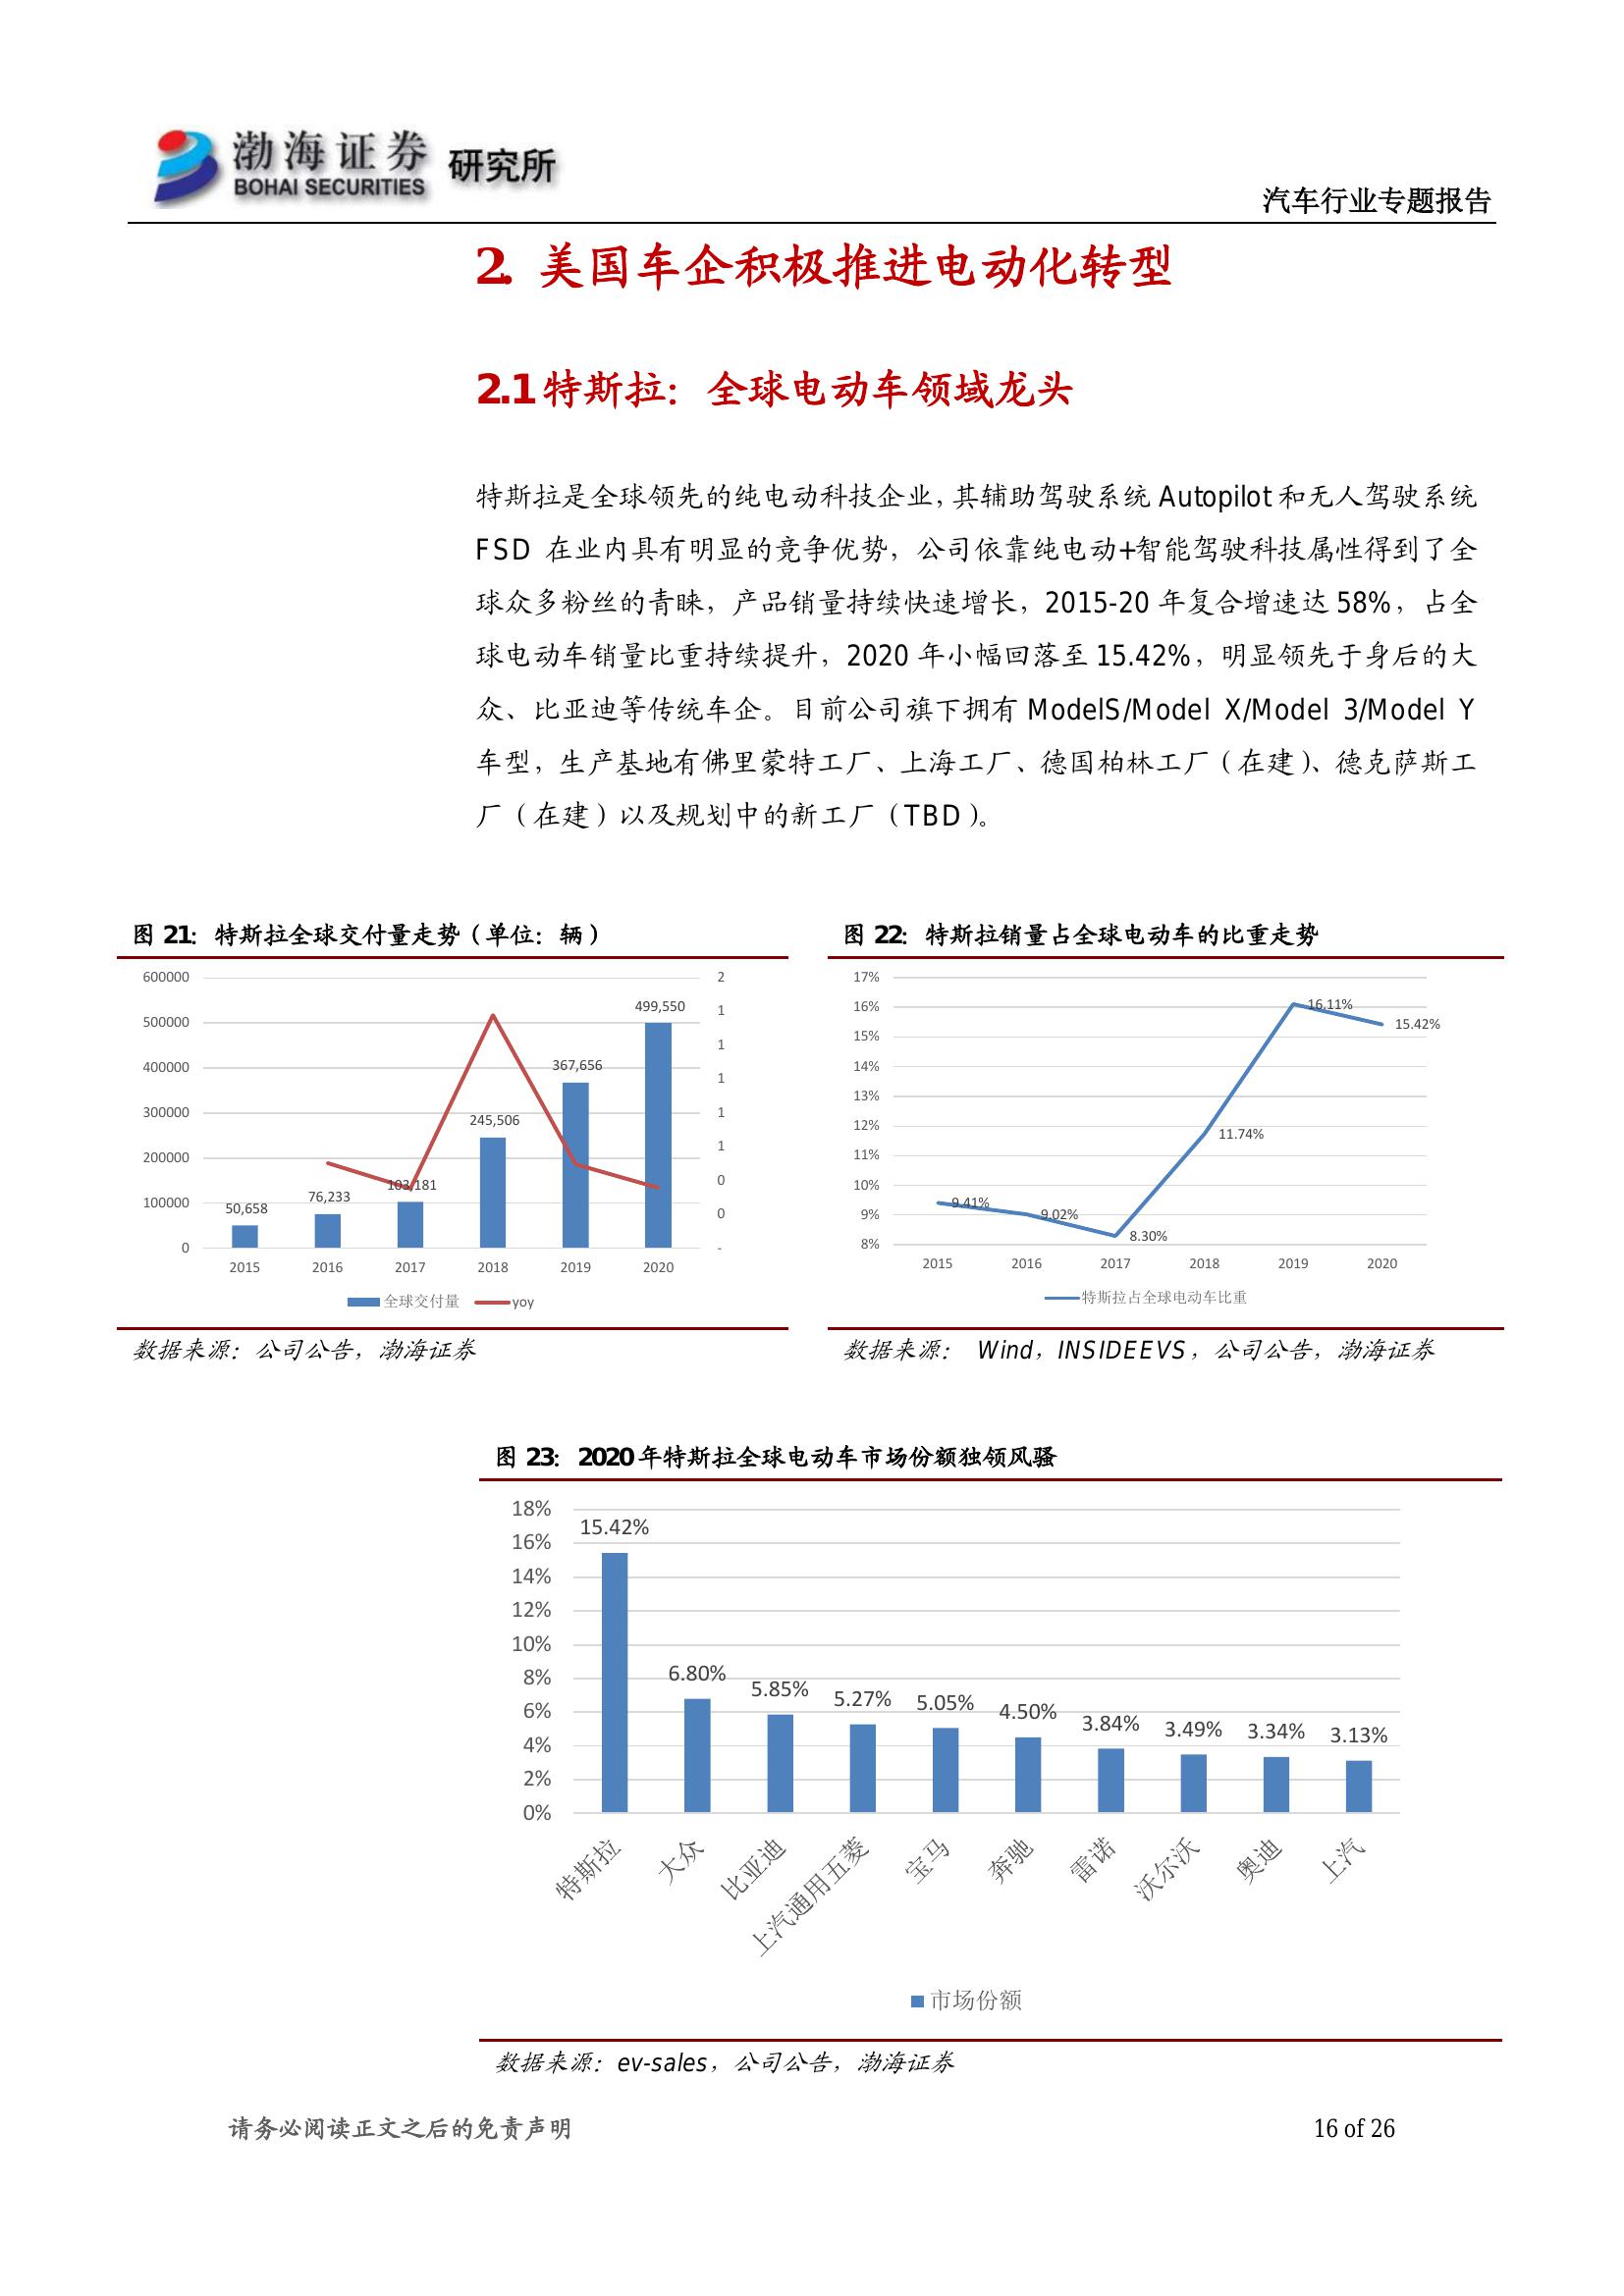 渤海证券 研究所
BOHAI SECURITIES
汽车行业专题报告
2. 美国车企积极推进电动化转型
2.1 特斯拉：全球电动车领域龙头
特斯拉是全球领先的纯电动科技企业，其辅助驾驶系统 Autopilot 和无人驾驶系统
FSD 在业内具有明显的竞争优势，公司依靠纯电动+智能驾驶科技属性得到了全
球众多粉丝的青睐，产品销量持续快速增长，2015-20 年复合增速达 58%，占全
球电动车销量比重持续提升，2020 年小幅回落至 15.42%，明显领先于身后的大
众、比亚迪等传统车企。目前公司旗下拥有 ModelS/Model X/Model 3/Model Y
车型，生产基地有佛里蒙特工厂、上海工厂、德国柏林工厂（在建）、德克萨斯工
厂（在建）以及规划中的新工厂（TBD）。
图 21：特斯拉全球交付量走势（单位：辆）
600000
500000
400000
300000
200000
100000
0
2
1
1
1
1
1
0
0
-
50,658
76,233
103,181
245,506
367,656
499,550
2015 2016 2017 2018 2019 2020
全球交付量 yoy
数据来源：公司公告，渤海证券
图 22：特斯拉销量占全球电动车的比重走势
17%
16%
15%
14%
13%
12%
11%
10%
9%
8%
9.41%
9.02%
8.30%
11.74%
16.11%
15.42%
2015 2016 2017 2018 2019 2020
特斯拉占全球电动车比重
数据来源： Wind，INSIDEEVS，公司公告，渤海证券
图 23：2020 年特斯拉全球电动车市场份额独领风骚
18%
16%
14%
12%
10%
8%
6%
4%
2%
0%
15.42%
6.80%
5.85%
5.27%
5.05%
4.50%
3.84%
3.49%
3.34%
3.13%
特斯拉
大众
比亚迪
上汽通用五菱
宝马
奔驰
雷诺
沃尔沃
奥迪
上汽
市场份额
数据来源：ev-sales，公司公告，渤海证券
请务必阅读正文之后的免责声明
16 of 26